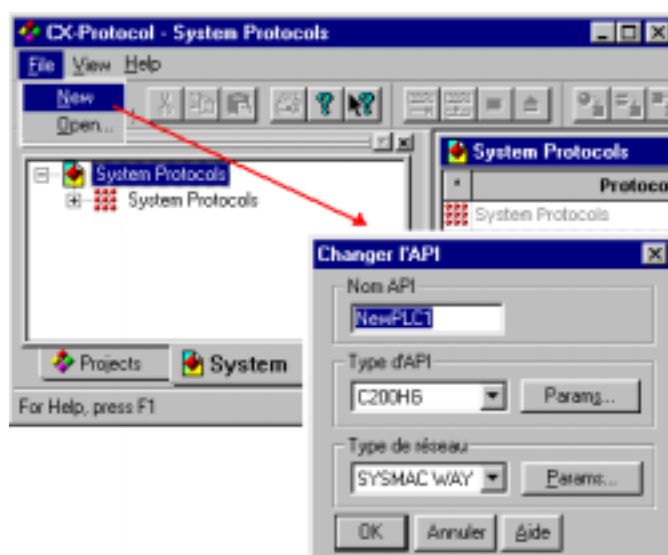 CX-Protocol - System Protocols
File View Help
New
Open...
System Protocols
System Protocols
System Protocols
Protoco
System Protocols
Projects
System
For Help, press F1
Changer l'API
Nom API
NewPLC1
Type d'API
C200HG
Params...
Type de réseau
SYSMAC WAY
Params...
OK
Annuler
Aide